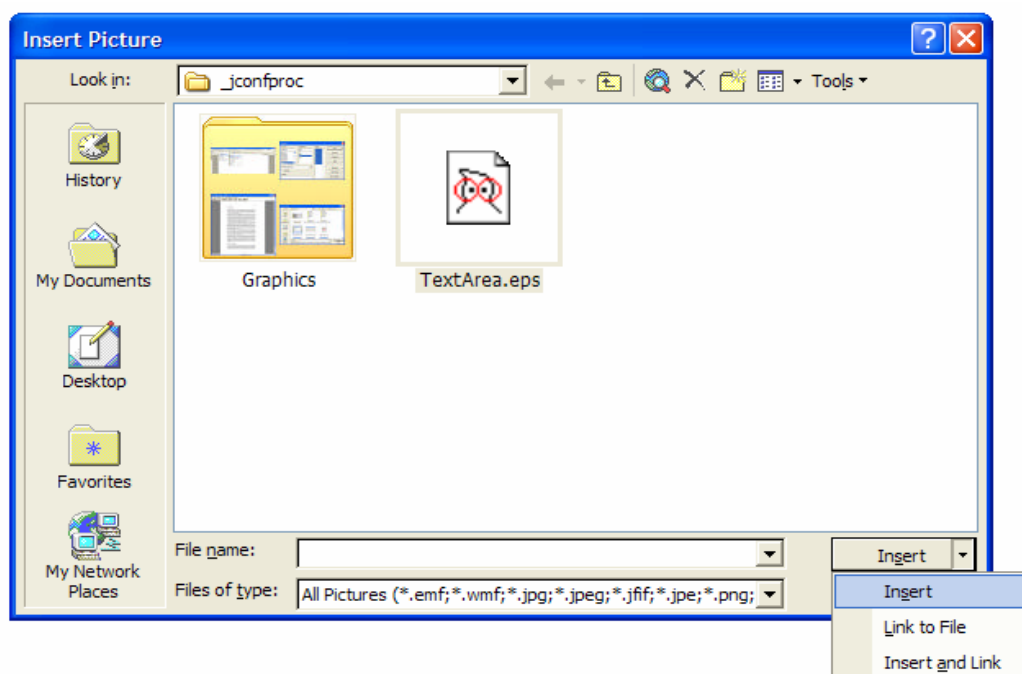 Insert Picture
Look in:
_jconfproc
Tools
History
My Documents
Desktop
Favorites
My Network
Places
Graphics
TextArea.eps
File name:
Insert
Files of type:
All Pictures (*.emf;*.wmf;*.jpg;*.jpeg;*.jfif;*.jpe;*.png;
Insert
Link to File
Insert and Link